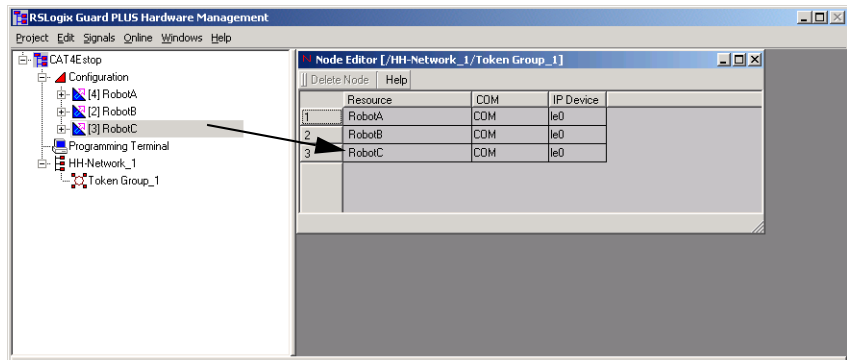 RSLogix Guard PLUS Hardware Management
Project Edit Signals Online Windows Help
CAT4Estop
Configuration
[4] RobotA
[2] RobotB
[3] RobotC
Programming Terminal
HH-Network_1
Token Group_1
Node Editor [/HH-Network_1/Token Group_1]
Delete Node Help
Resource COM IP Device
1 RobotA COM le0
2 RobotB COM le0
3 RobotC COM le0